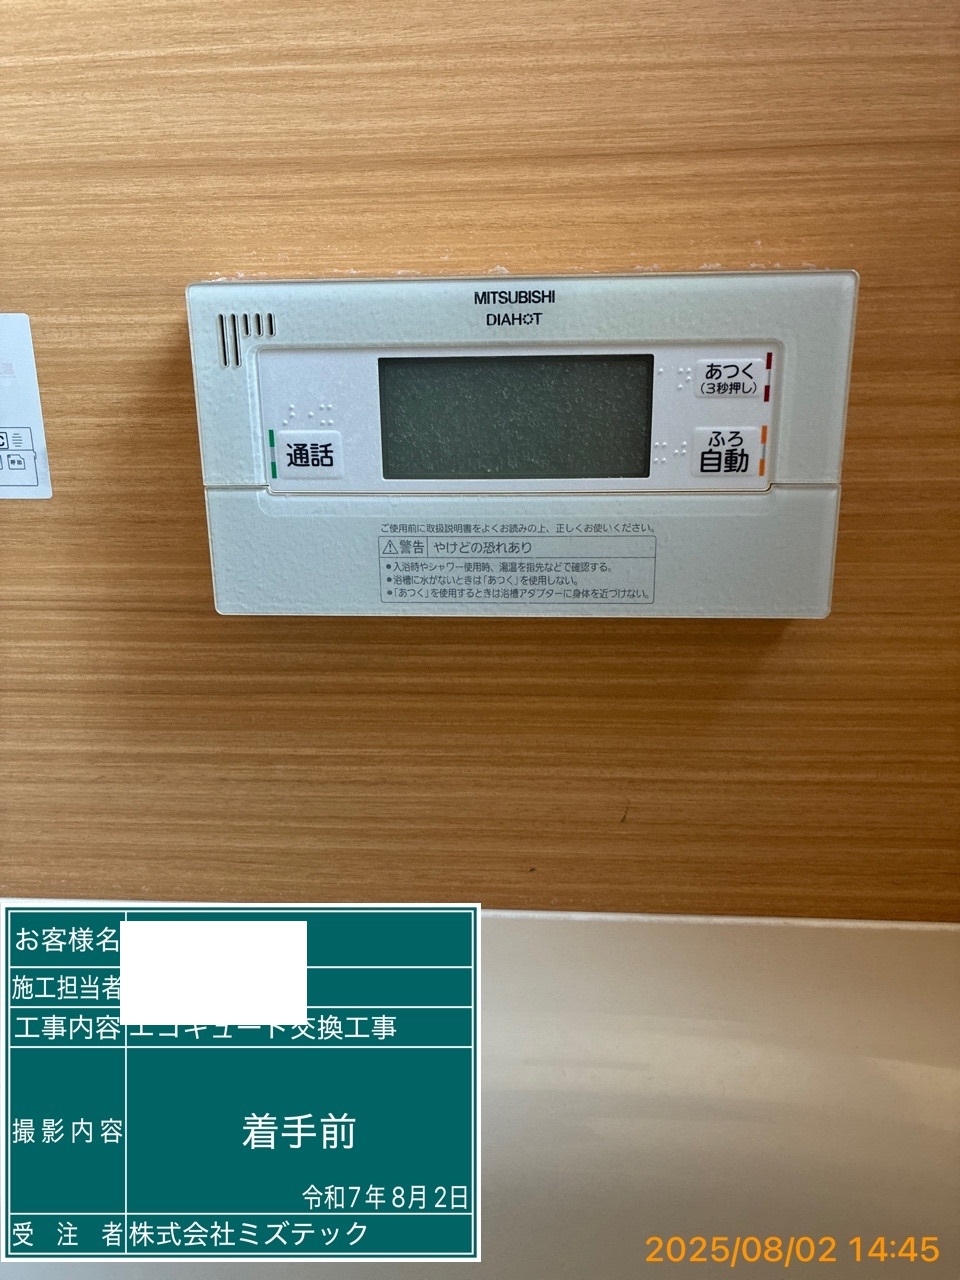 MITSUBISHI
DIAHOT
あつく
(3秒押し)
通話
ふろ
自動
ご使用前に取扱説明書をよくお読みの上、正しくお使いください。
警告 やけどの恐れあり
●入浴時やシャワー使用時、湯温を指先などで確認する。
●浴槽に水がないときは「あつく」を使用しない。
●「あつく」を使用するときは浴槽アダプターに身体を近づけない。
お客様名
施工担当者
工事内容 エコキュート交換工事
撮影内容 着手前
令和7年8月2日
受注者 株式会社ミズテック
2025/08/02 14:45